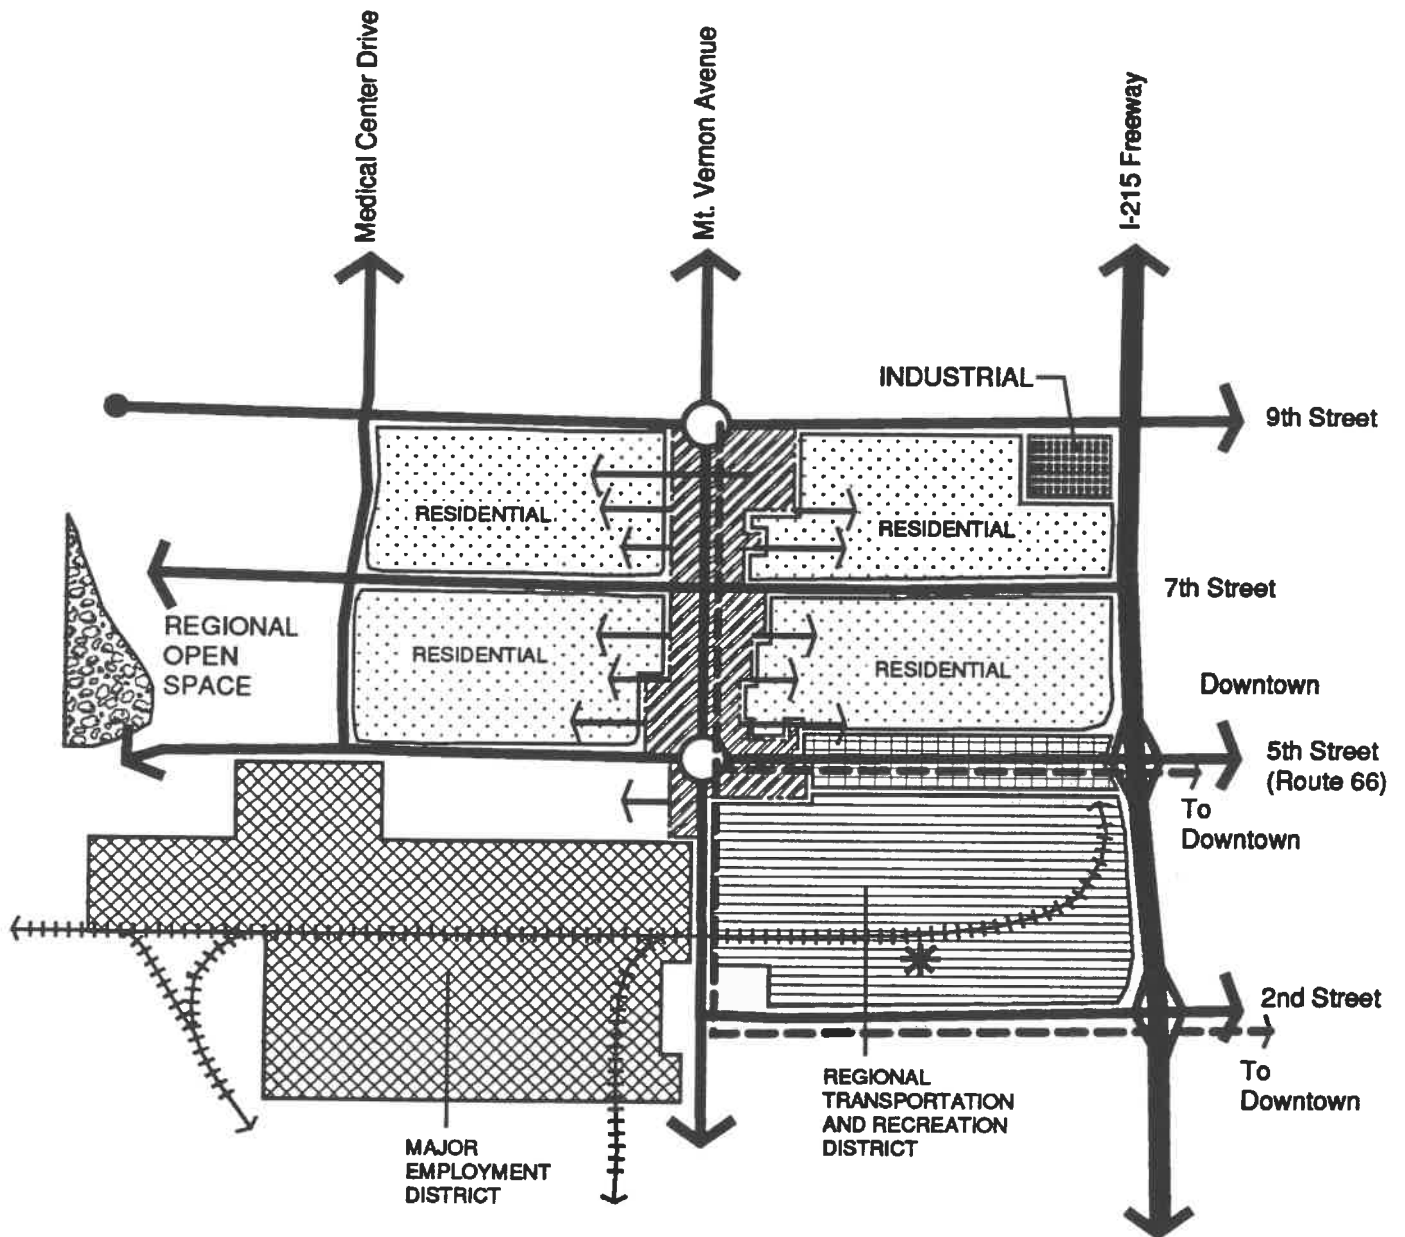 Medical Center Drive
Mt. Vernon Avenue
I-215 Freeway
INDUSTRIAL
9th Street
RESIDENTIAL
RESIDENTIAL
7th Street
REGIONAL
OPEN
SPACE
RESIDENTIAL
RESIDENTIAL
Downtown
5th Street
(Route 66)
To
Downtown
2nd Street
To
Downtown
REGIONAL
TRANSPORTATION
AND RECREATION
DISTRICT
MAJOR
EMPLOYMENT
DISTRICT